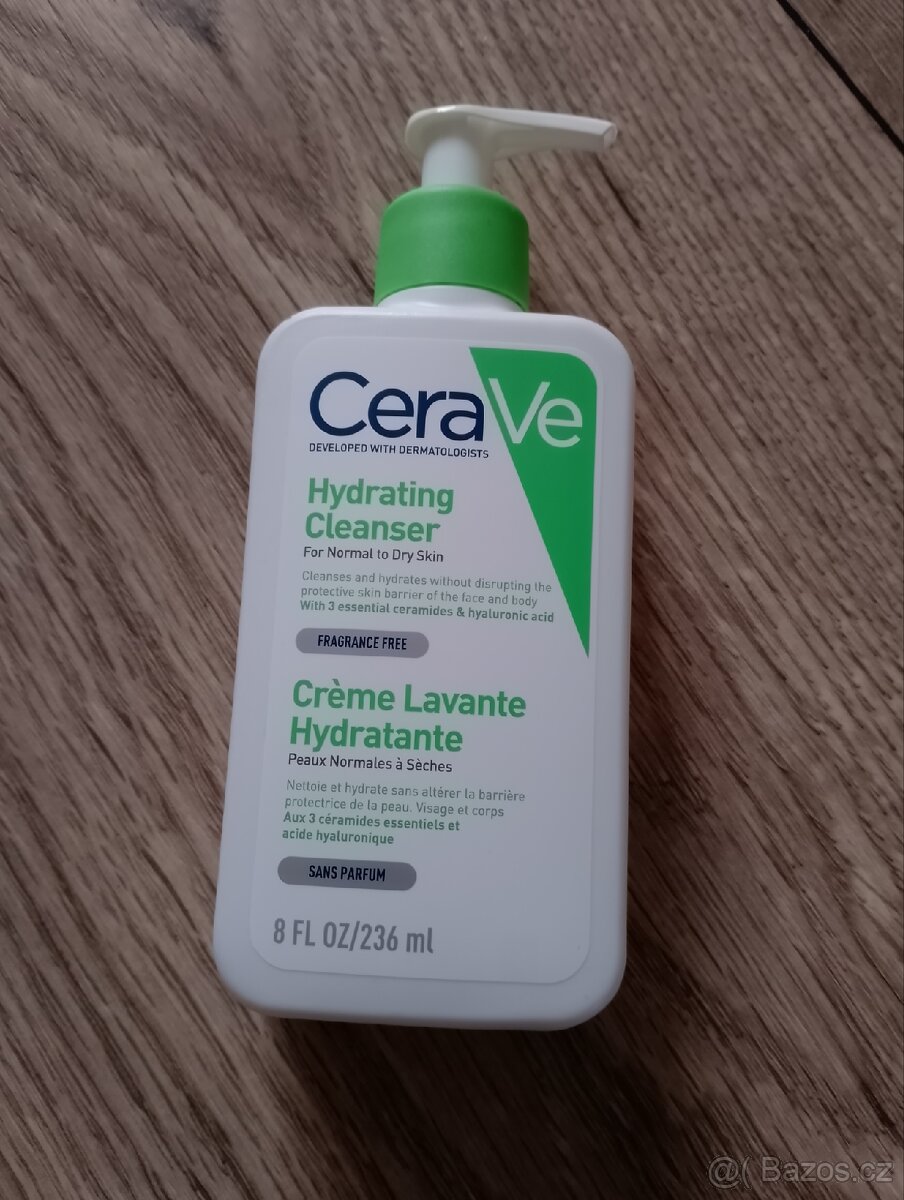 CeraVe
DEVELOPED WITH DERMATOLOGISTS
Hydrating
Cleanser
For Normal to Dry Skin
Cleanses and hydrates without disrupting the
protective skin barrier of the face and body
With 3 essential ceramides & hyaluronic acid
FRAGRANCE FREE
Crème Lavante
Hydratante
Peaux Normales à Sèches
Nettoie et hydrate sans altérer la barrière
protectrice de la peau. Visage et corps
Aux 3 céramides essentiels et
acide hyaluronique
SANS PARFUM
8 FL OZ/236 ml
@( Bazos.cz